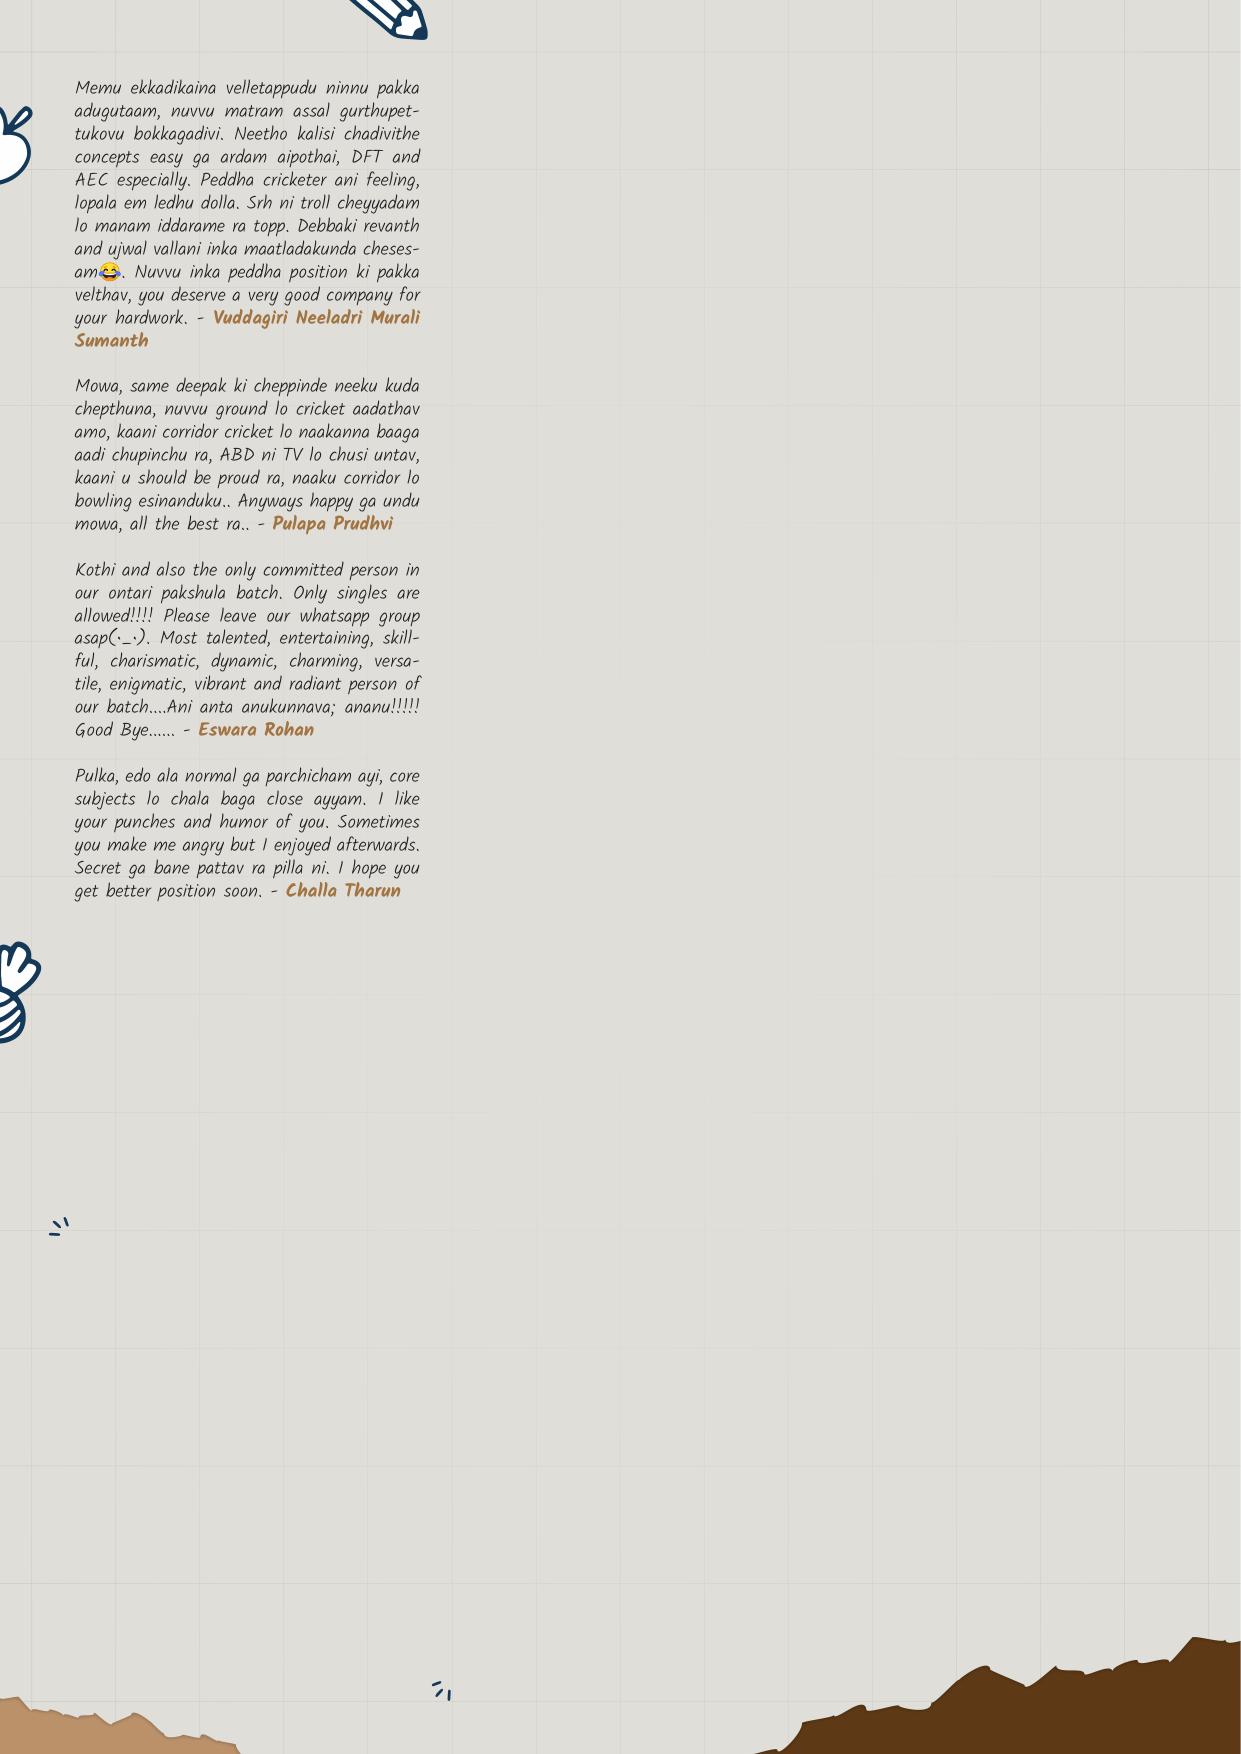 Memu ekkadikaina velletappudu ninnu pakka
adugutaam, nuvvu matram assal gurthupet-
tukovu bokkagadivi. Neetho kalisi chadivithe
concepts easy ga ardam aipothai, DFT and
AEC especially. Peddha cricketer ani feeling,
lopala em ledhu dolla. Srh ni troll cheyyadam
lo manam iddarame ra topp. Debbaki revanth
and ujwal vallani inka maatladakunda cheses-
am😂. Nuvvu inka peddha position ki pakka
velthav, you deserve a very good company for
your hardwork. - Vuddagiri Neeladri Murali
Sumanth
Mowa, same deepak ki cheppinde neeku kuda
chepthuna, nuvvu ground lo cricket aadathav
amo, kaani corridor cricket lo naakanna baaga
aadi chupinchu ra, ABD ni TV lo chusi untav,
kaani u should be proud ra, naaku corridor lo
bowling esinanduku.. Anyways happy ga undu
mowa, all the best ra.. - Pulapa Prudhvi
Kothi and also the only committed person in
our ontari pakshula batch. Only singles are
allowed!!!! Please leave our whatsapp group
asap(·_·). Most talented, entertaining, skill-
ful, charismatic, dynamic, charming, versa-
tile, enigmatic, vibrant and radiant person of
our batch....Ani anta anukunnava; ananu!!!!!
Good Bye...... - Eswara Rohan
Pulka, edo ala normal ga parchicham ayi, core
subjects lo chala baga close ayyam. I like
your punches and humor of you. Sometimes
you make me angry but I enjoyed afterwards.
Secret ga bane pattav ra pilla ni. I hope you
get better position soon. - Challa Tharun